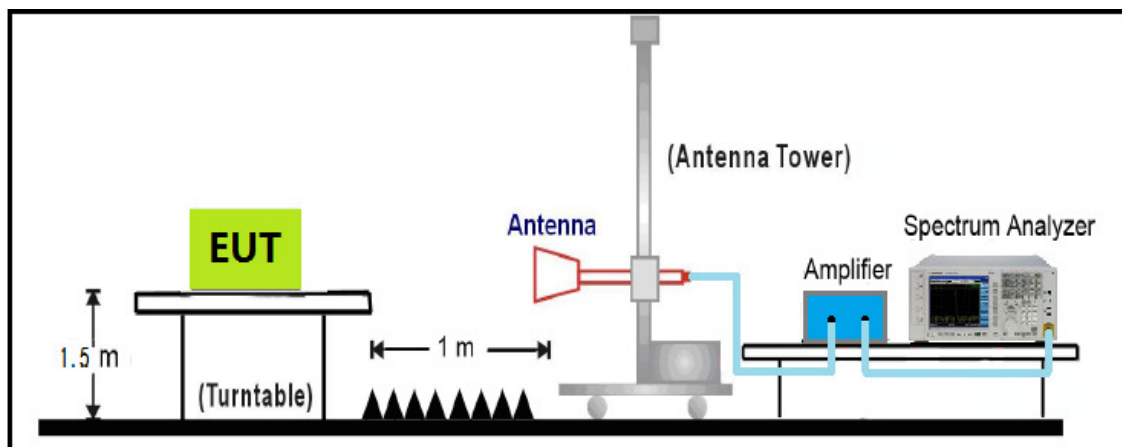 EUT
1.5 m
(Turntable)
1 m
Antenna
(Antenna Tower)
Amplifier
Spectrum Analyzer